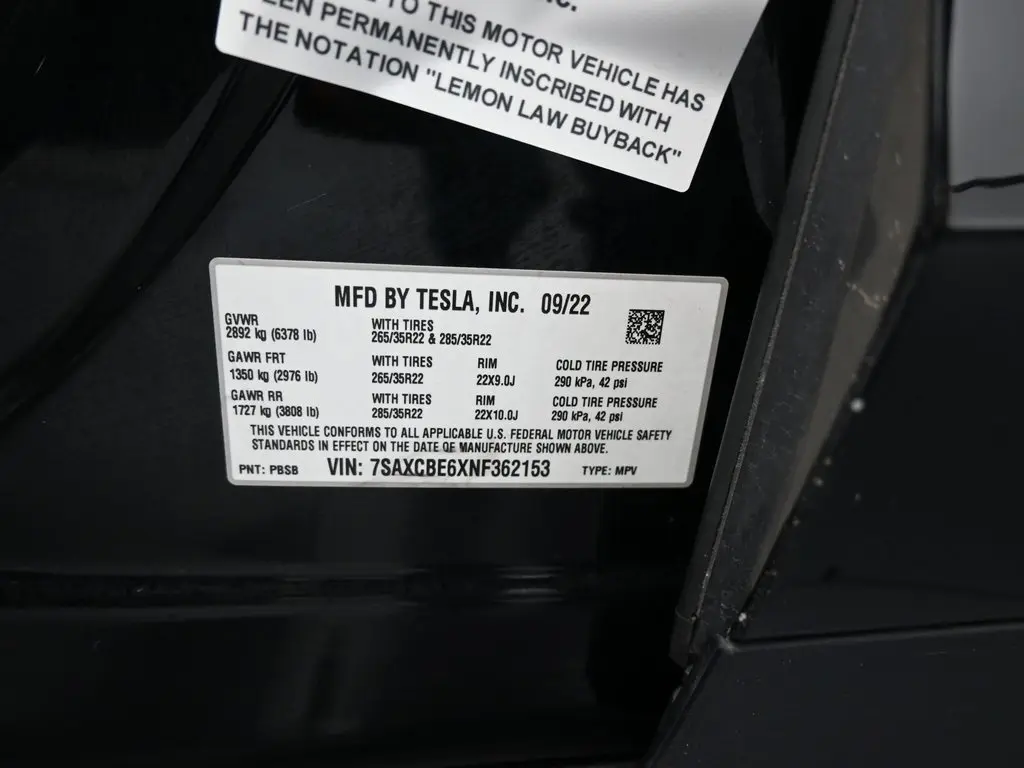 TO THIS MOTOR VEHICLE HAS
PERMANENTLY INSCRIBED WITH
THE NOTATION "LEMON LAW BUYBACK"
MFD BY TESLA, INC. 09/22
GVWR WITH TIRES
2892 kg (6378 lb) 265/35R22 & 285/35R22
GAWR FRT WITH TIRES RIM COLD TIRE PRESSURE
1350 kg (2976 lb) 265/35R22 22X9.0J 290 kPa, 42 psi
GAWR RR WITH TIRES RIM COLD TIRE PRESSURE
1727 kg (3808 lb) 285/35R22 22X10.0J 290 kPa, 42 psi
THIS VEHICLE CONFORMS TO ALL APPLICABLE U.S. FEDERAL MOTOR VEHICLE SAFETY
STANDARDS IN EFFECT ON THE DATE OF MANUFACTURE SHOWN ABOVE.
PNT: PBSB VIN: 7SAXCBE6XNF362153 TYPE: MPV